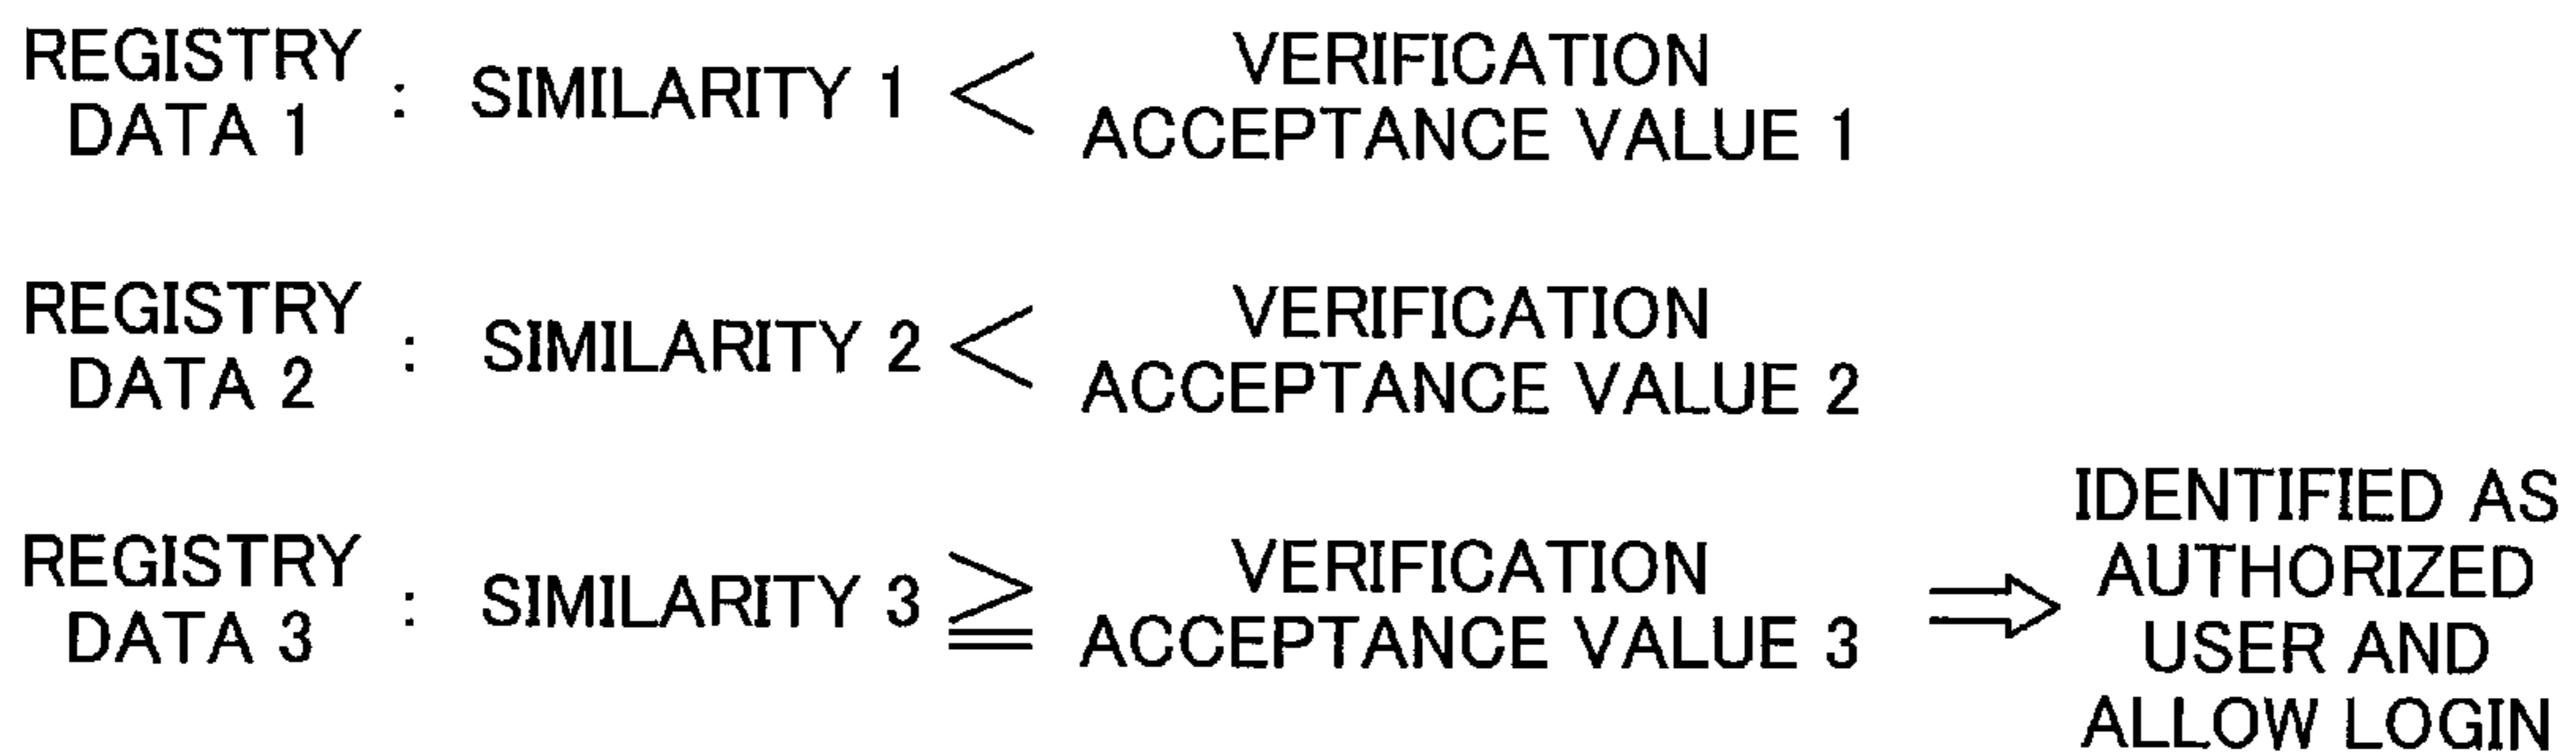 REGISTRY DATA 1 : SIMILARITY 1 < VERIFICATION ACCEPTANCE VALUE 1
REGISTRY DATA 2 : SIMILARITY 2 < VERIFICATION ACCEPTANCE VALUE 2
REGISTRY DATA 3 : SIMILARITY 3 ≧ VERIFICATION ACCEPTANCE VALUE 3 ⇒ IDENTIFIED AS AUTHORIZED USER AND ALLOW LOGIN